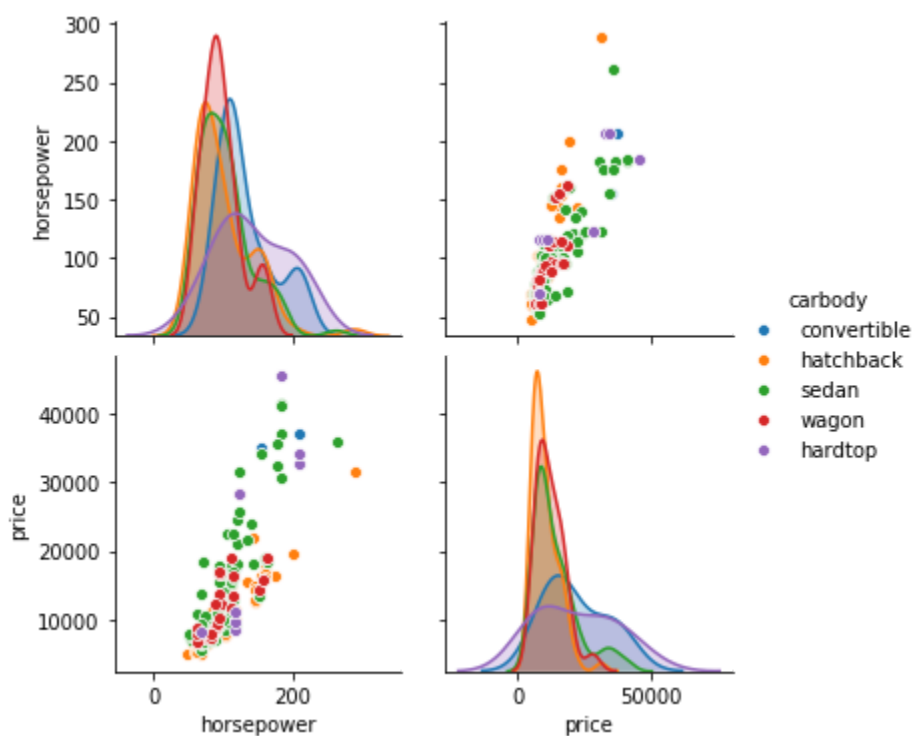 300
250
200
150
100
50
horsepower
carbody
convertible
hatchback
sedan
wagon
hardtop
40000
30000
20000
10000
price
0 200
horsepower
0 50000
price